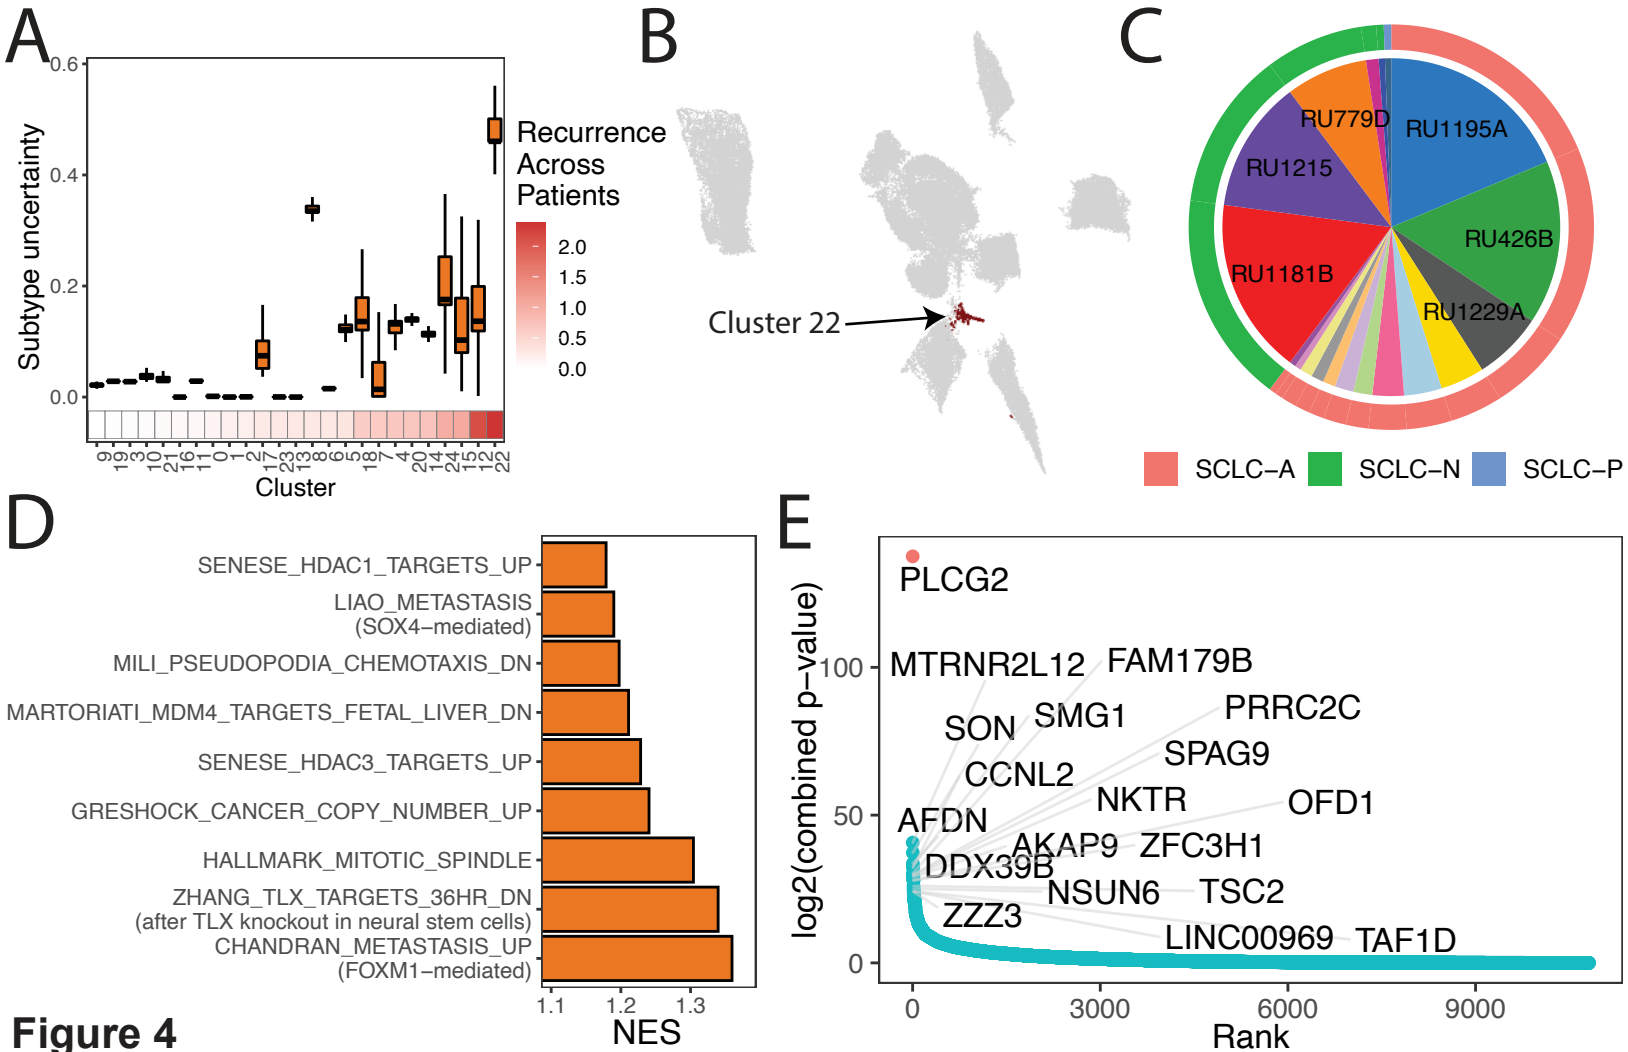 A
0.6
0.4
0.2
0.0
Subtype uncertainty
9
19
3
10
21
16
11
0
1
2
17
23
13
8
6
5
18
7
4
20
14
24
15
12
22
Cluster
Recurrence
Across
Patients
2.0
1.5
1.0
0.5
0.0
B
Cluster 22
C
RU779D
RU1195A
RU1215
RU426B
RU1181B
RU1229A
SCLC-A
SCLC-N
SCLC-P
D
SENESE_HDAC1_TARGETS_UP
LIAO_METASTASIS
(SOX4-mediated)
MILI_PSEUDOPODIA_CHEMOTAXIS_DN
MARTORIATI_MDM4_TARGETS_FETAL_LIVER_DN
SENESE_HDAC3_TARGETS_UP
GRESHOCK_CANCER_COPY_NUMBER_UP
HALLMARK_MITOTIC_SPINDLE
ZHANG_TLX_TARGETS_36HR_DN
(after TLX knockout in neural stem cells)
CHANDRAN_METASTASIS_UP
(FOXM1-mediated)
1.1
1.2
1.3
NES
E
log2(combined p-value)
100
50
0
PLCG2
MTRNR2L12
FAM179B
SON
SMG1
PRRC2C
SPAG9
CCNL2
NKTR
OFD1
AFDN
AKAP9
ZFC3H1
DDX39B
NSUN6
TSC2
ZZZ3
LINC00969
TAF1D
0
3000
6000
9000
Rank
Figure 4